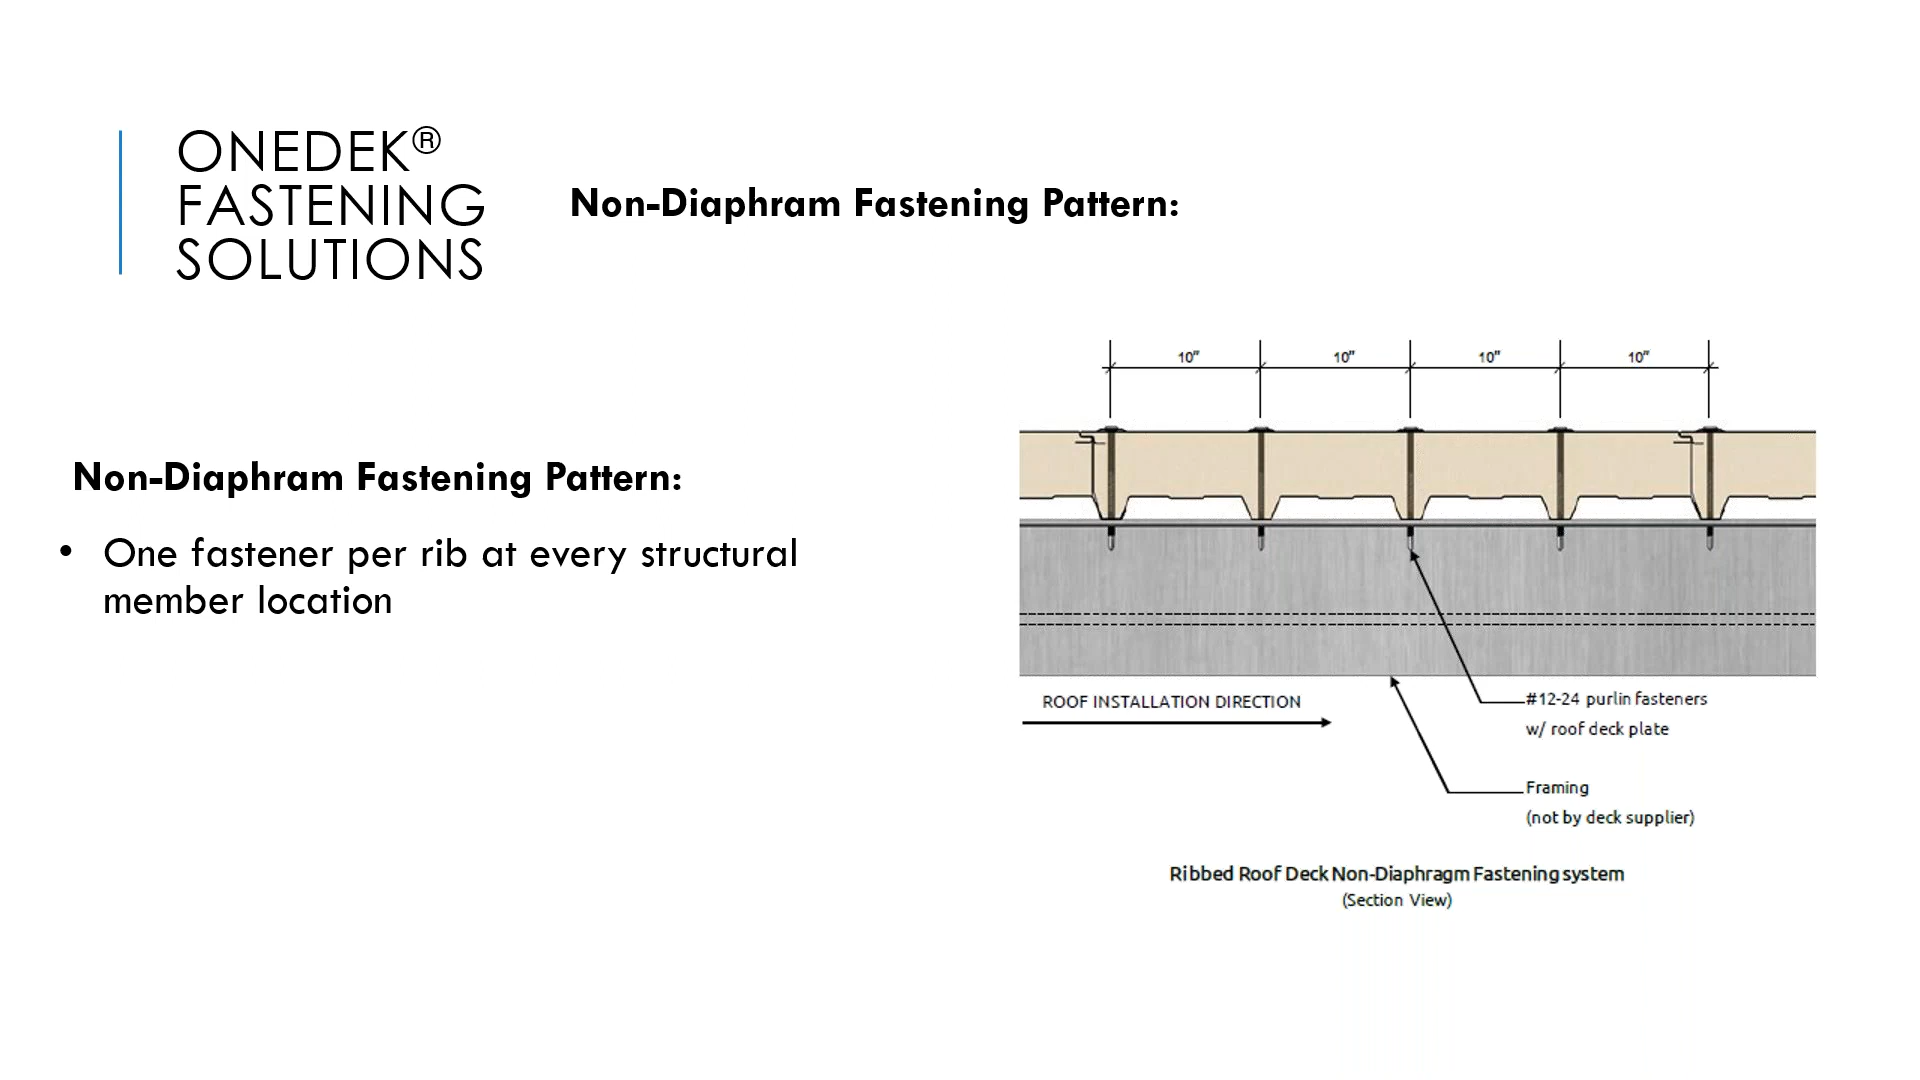 ONEDEK®
FASTENING
SOLUTIONS
Non-Diaphram Fastening Pattern:
Non-Diaphram Fastening Pattern:
• One fastener per rib at every structural
member location
10" 10" 10" 10"
ROOF INSTALLATION DIRECTION
#12-24 purlin fasteners
w/ roof deck plate
Framing
(not by deck supplier)
Ribbed Roof Deck Non-Diaphragm Fastening system
(Section View)